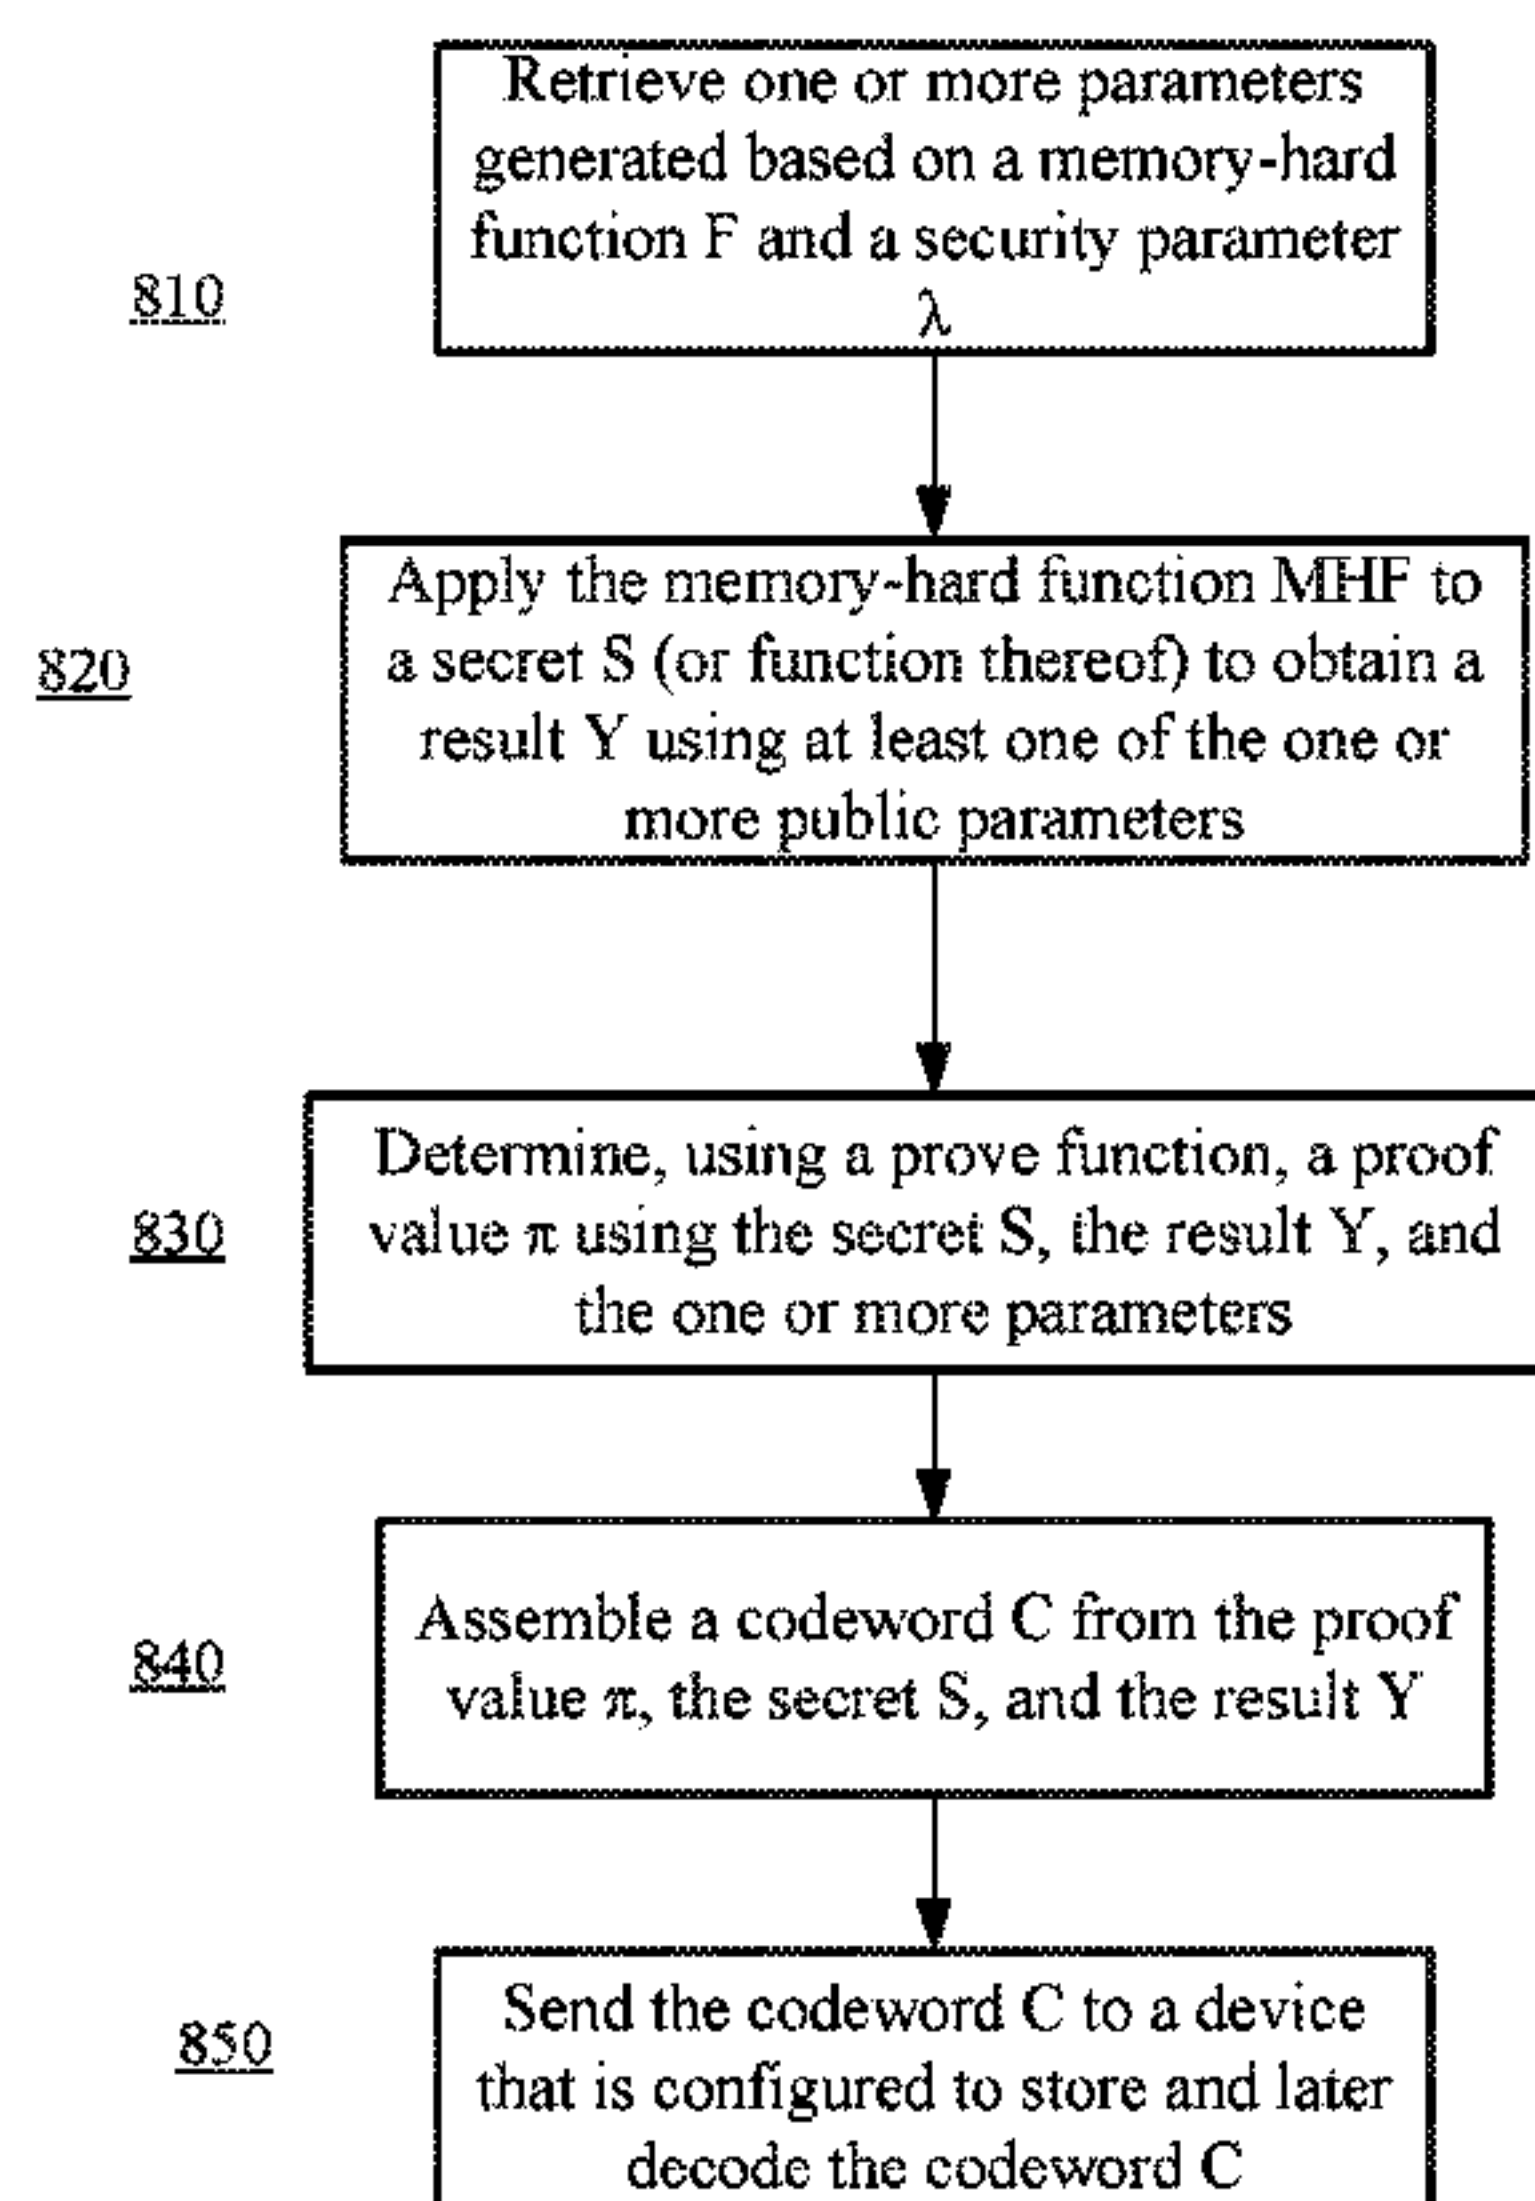 Retrieve one or more parameters
generated based on a memory-hard
function F and a security parameter
λ
810
Apply the memory-hard function MHF to
a secret S (or function thereof) to obtain a
result Y using at least one of the one or
more public parameters
820
Determine, using a prove function, a proof
value π using the secret S, the result Y, and
the one or more parameters
830
Assemble a codeword C from the proof
value π, the secret S, and the result Y
840
Send the codeword C to a device
that is configured to store and later
decode the codeword C
850